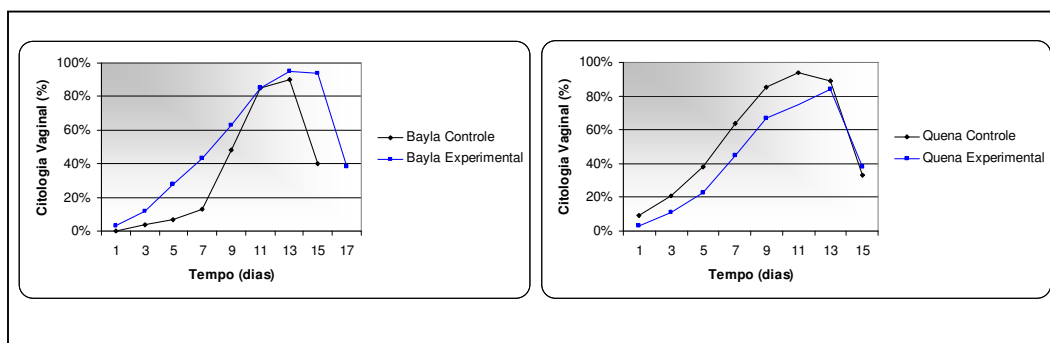 100%
80%
60%
40%
20%
0%
Citologia Vaginal (%)
1 3 5 7 9 11 13 15 17
Tempo (dias)
Bayla Controle
Bayla Experimental
100%
80%
60%
40%
20%
0%
Citologia Vaginal (%)
1 3 5 7 9 11 13 15
Tempo (dias)
Quena Controle
Quena Experimental